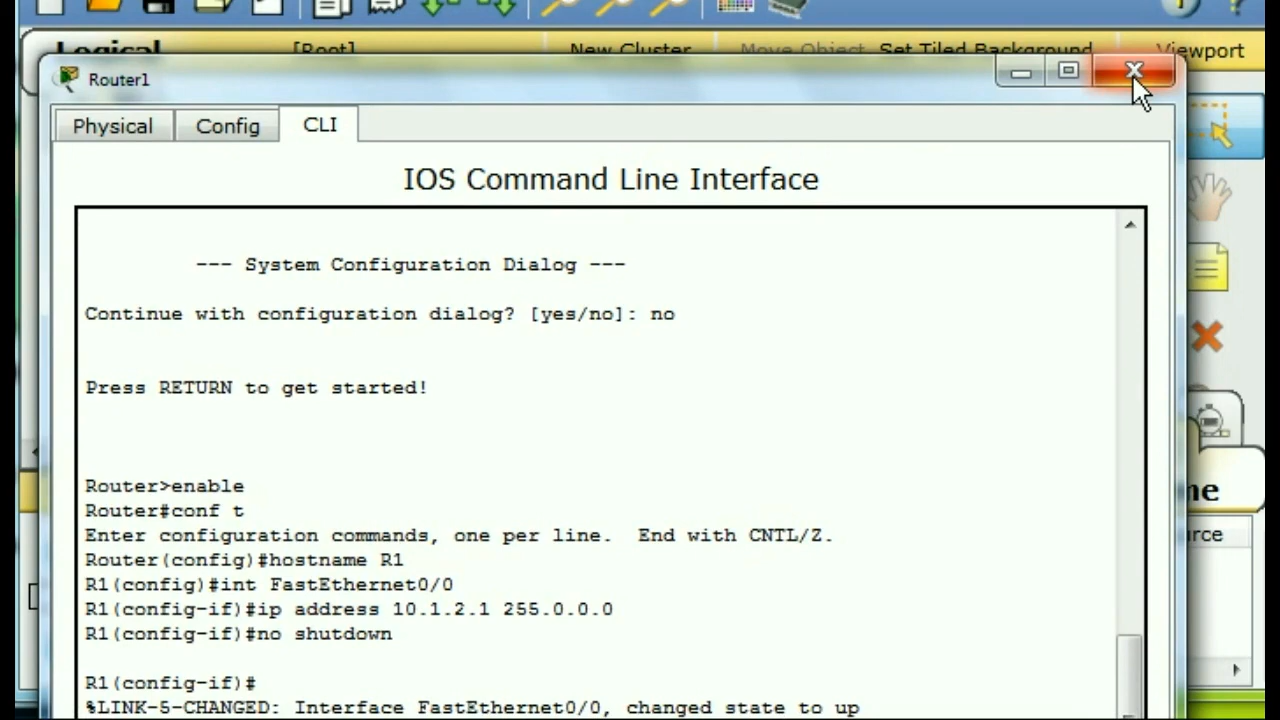 Logical [Root] New Cluster Move Object Set Tiled Background Viewport
Router1
Physical Config CLI
IOS Command Line Interface
--- System Configuration Dialog ---
Continue with configuration dialog? [yes/no]: no
Press RETURN to get started!
Router>enable
Router#conf t
Enter configuration commands, one per line.  End with CNTL/Z.
Router(config)#hostname R1
R1(config)#int FastEthernet0/0
R1(config-if)#ip address 10.1.2.1 255.0.0.0
R1(config-if)#no shutdown
R1(config-if)#
%LINK-5-CHANGED: Interface FastEthernet0/0, changed state to up